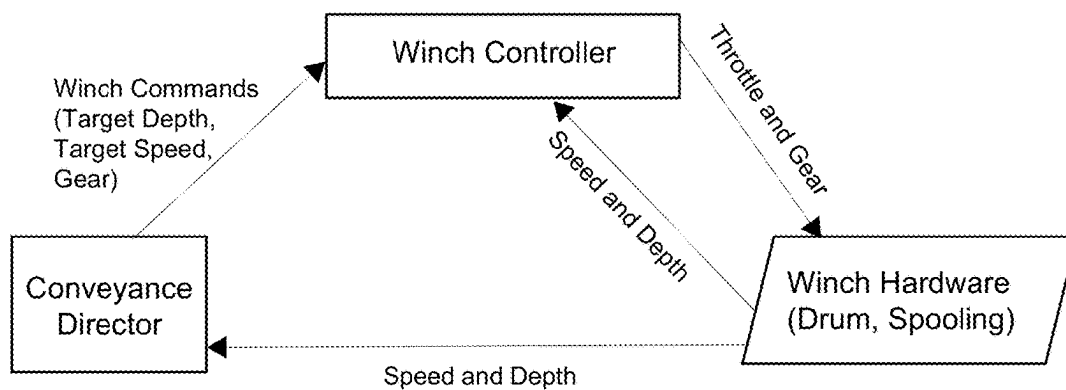 Winch Controller
Winch Commands
(Target Depth,
Target Speed,
Gear)
Throttle and Gear
Speed and Depth
Conveyance
Director
Winch Hardware
(Drum, Spooling)
Speed and Depth